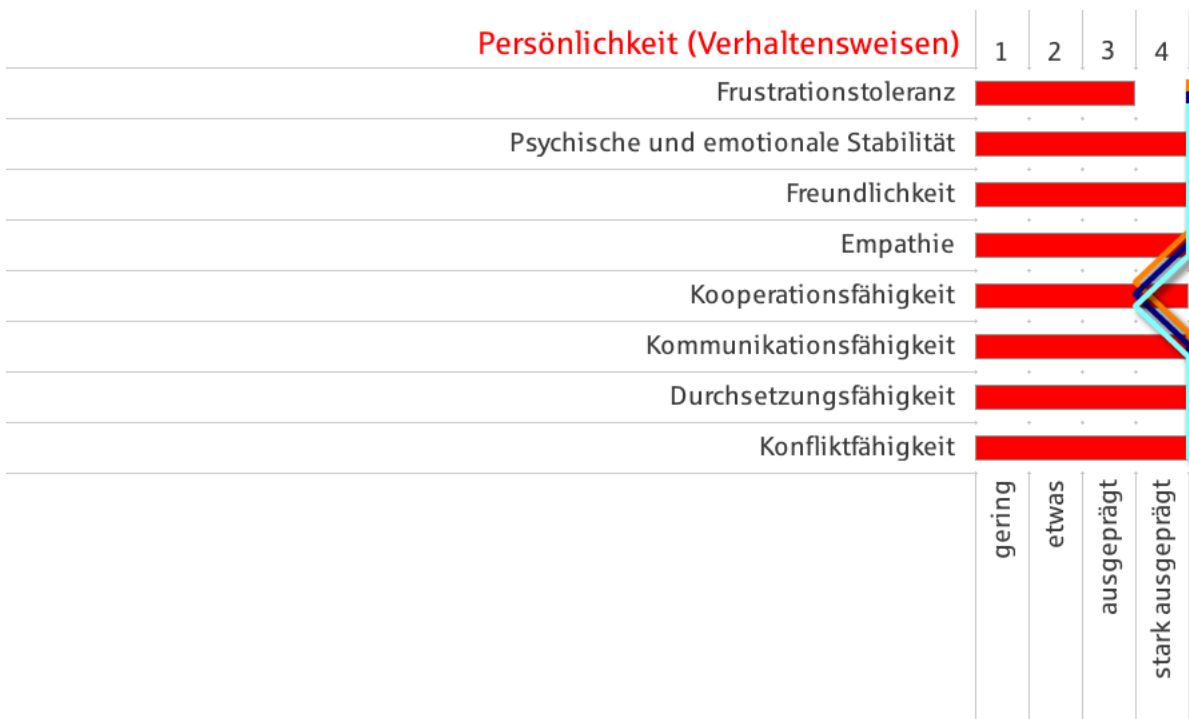 Persönlichkeit (Verhaltensweisen) 1 2 3 4
Frustrationstoleranz
Psychische und emotionale Stabilität
Freundlichkeit
Empathie
Kooperationsfähigkeit
Kommunikationsfähigkeit
Durchsetzungsfähigkeit
Konfliktfähigkeit
gering
etwas
ausgeprägt
stark ausgeprägt